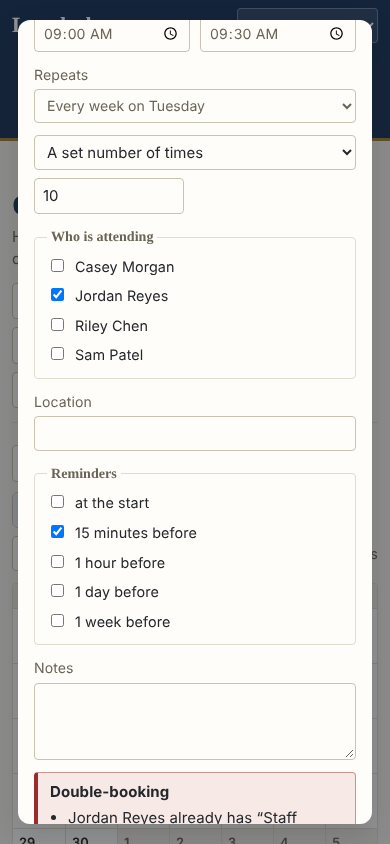 09:00 AM
09:30 AM
Repeats
Every week on Tuesday
A set number of times
10
Who is attending
Casey Morgan
Jordan Reyes
Riley Chen
Sam Patel
Location
Reminders
at the start
15 minutes before
1 hour before
1 day before
1 week before
Notes
Double-booking
• Jordan Reyes already has “Staff
29 30 1 2 3 4 5